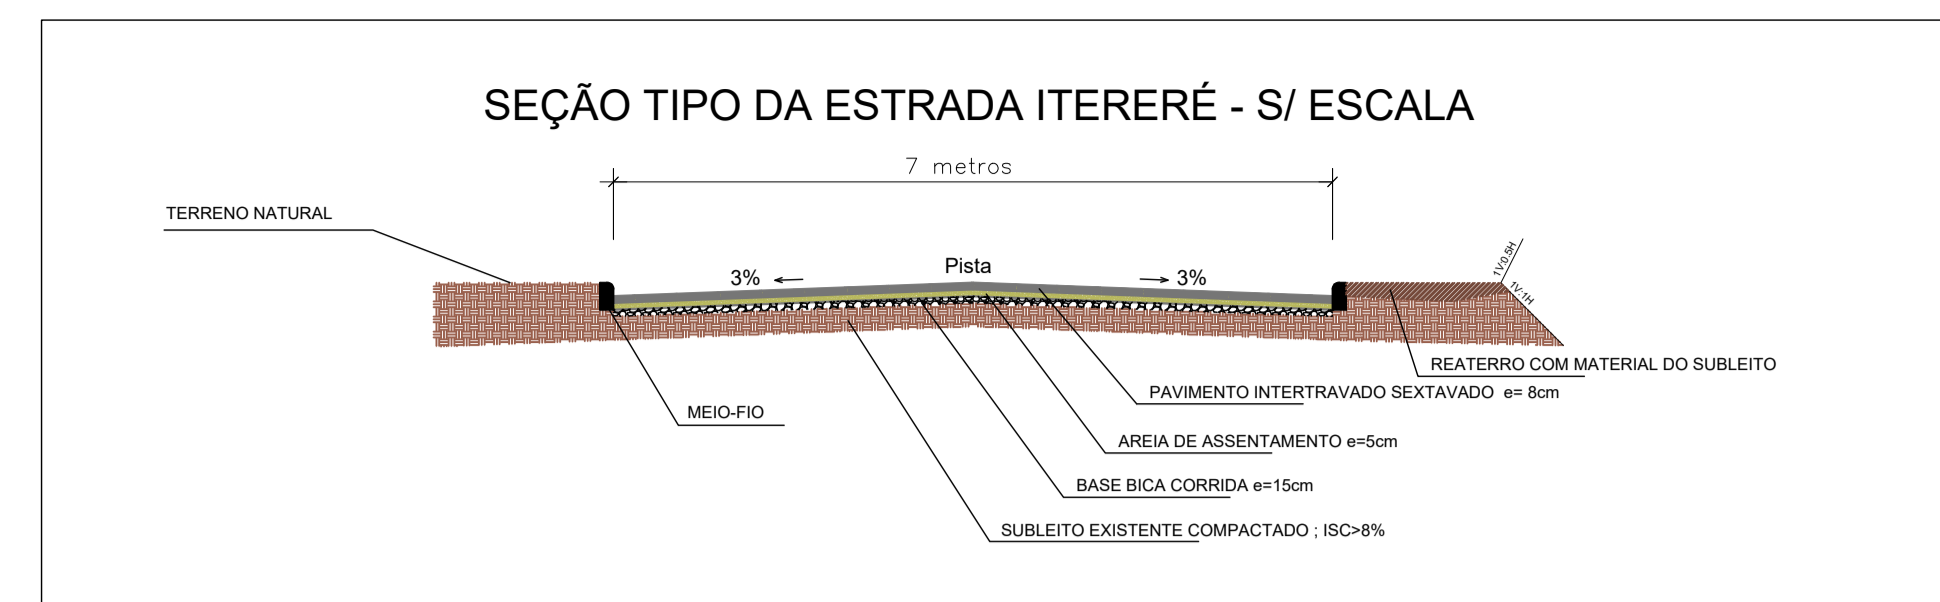 SEÇÃO TIPO DA ESTRADA ITERERÉ - S/ ESCALA
7 metros
TERRENO NATURAL
3%
Pista
3%
1V:0.5H
1V:1H
REATERRO COM MATERIAL DO SUBLEITO
PAVIMENTO INTERTRAVADO SEXTAVADO e= 8cm
MEIO-FIO
AREIA DE ASSENTAMENTO e=5cm
BASE BICA CORRIDA e=15cm
SUBLEITO EXISTENTE COMPACTADO ; ISC>8%